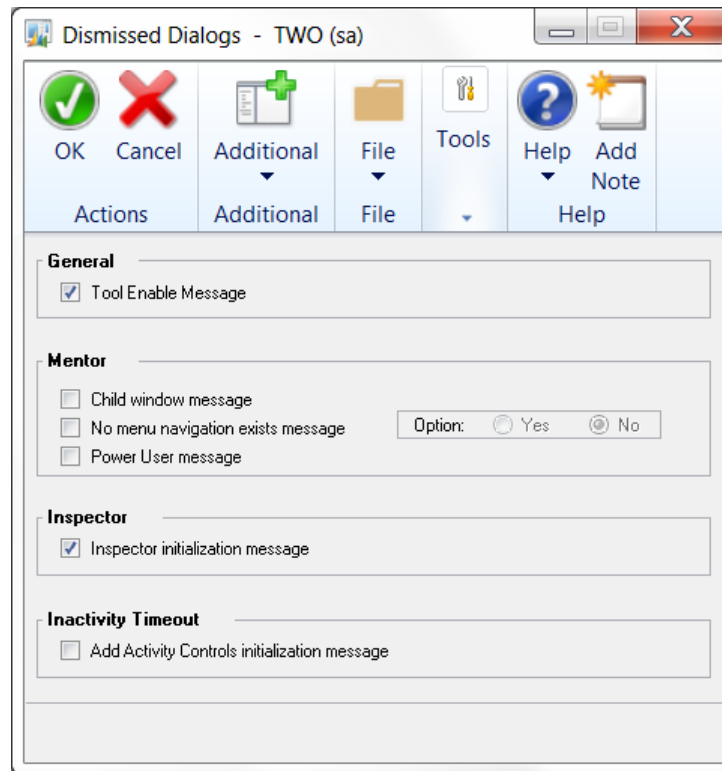 Dismissed Dialogs - TWO (sa)
OK Cancel Additional File Tools Help Add Note
Actions Additional File Help
General
Tool Enable Message
Mentor
Child window message
No menu navigation exists message Option: Yes No
Power User message
Inspector
Inspector initialization message
Inactivity Timeout
Add Activity Controls initialization message